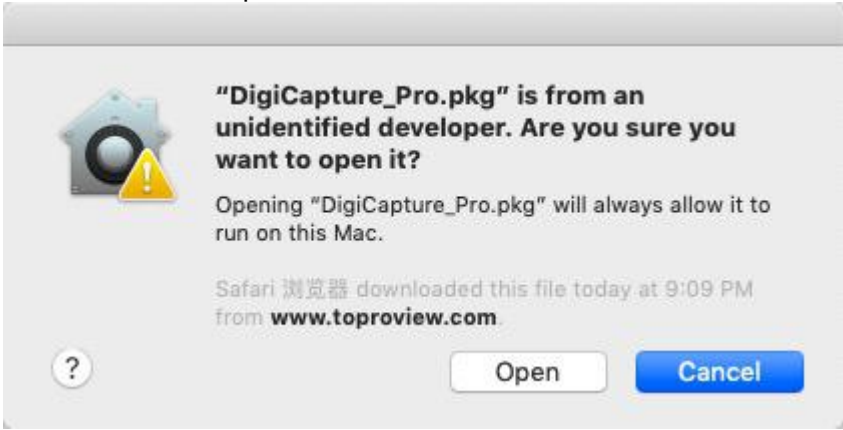 “DigiCapture_Pro.pkg” is from an
unidentified developer. Are you sure you
want to open it?
Opening “DigiCapture_Pro.pkg” will always allow it to
run on this Mac.
Safari 浏览器 downloaded this file today at 9:09 PM
from www.toproview.com.
?
Open
Cancel